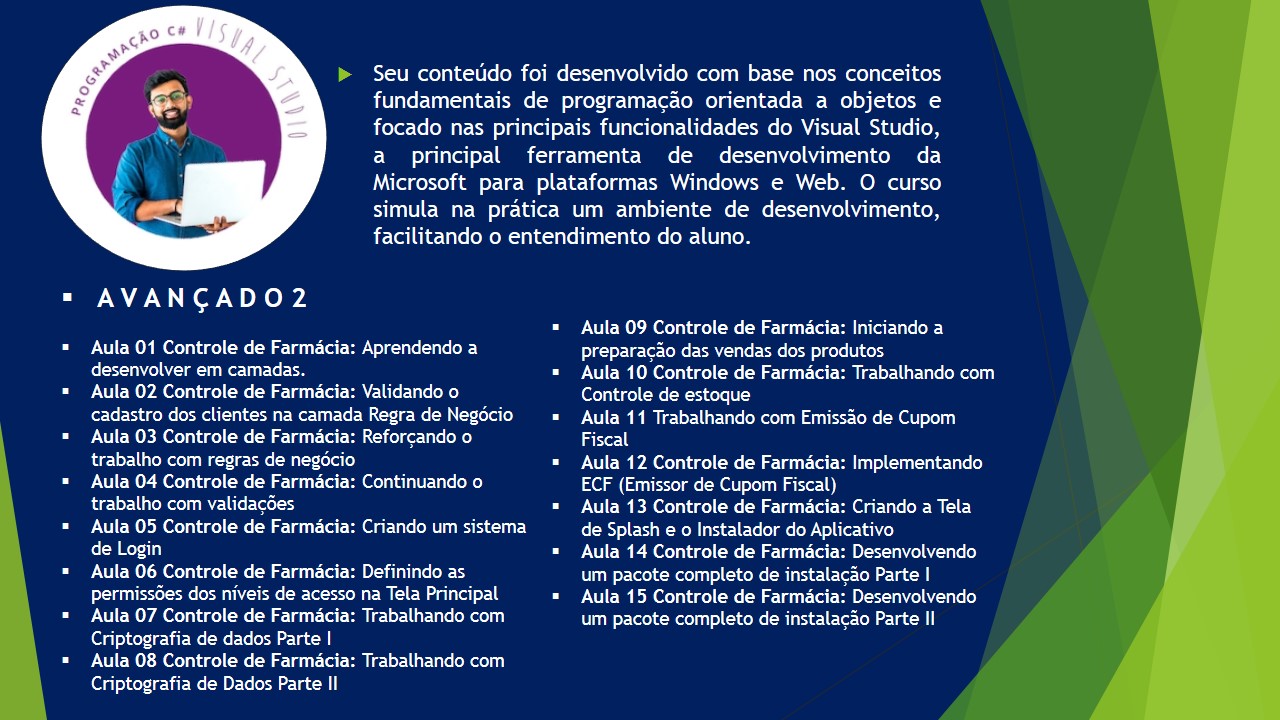 PROGRAMAÇÃO C# VISUAL STUDIO
Seu conteúdo foi desenvolvido com base nos conceitos
fundamentais de programação orientada a objetos e
focado nas principais funcionalidades do Visual Studio,
a principal ferramenta de desenvolvimento da
Microsoft para plataformas Windows e Web. O curso
simula na prática um ambiente de desenvolvimento,
facilitando o entendimento do aluno.
AVANÇADO2
Aula 01 Controle de Farmácia: Aprendendo a
desenvolver em camadas.
Aula 02 Controle de Farmácia: Validando o
cadastro dos clientes na camada Regra de Negócio
Aula 03 Controle de Farmácia: Reforçando o
trabalho com regras de negócio
Aula 04 Controle de Farmácia: Continuando o
trabalho com validações
Aula 05 Controle de Farmácia: Criando um sistema
de Login
Aula 06 Controle de Farmácia: Definindo as
permissões dos níveis de acesso na Tela Principal
Aula 07 Controle de Farmácia: Trabalhando com
Criptografia de dados Parte I
Aula 08 Controle de Farmácia: Trabalhando com
Criptografia de Dados Parte II
Aula 09 Controle de Farmácia: Iniciando a
preparação das vendas dos produtos
Aula 10 Controle de Farmácia: Trabalhando com
Controle de estoque
Aula 11 Trabalhando com Emissão de Cupom
Fiscal
Aula 12 Controle de Farmácia: Implementando
ECF (Emissor de Cupom Fiscal)
Aula 13 Controle de Farmácia: Criando a Tela
de Splash e o Instalador do Aplicativo
Aula 14 Controle de Farmácia: Desenvolvendo
um pacote completo de instalação Parte I
Aula 15 Controle de Farmácia: Desenvolvendo
um pacote completo de instalação Parte II